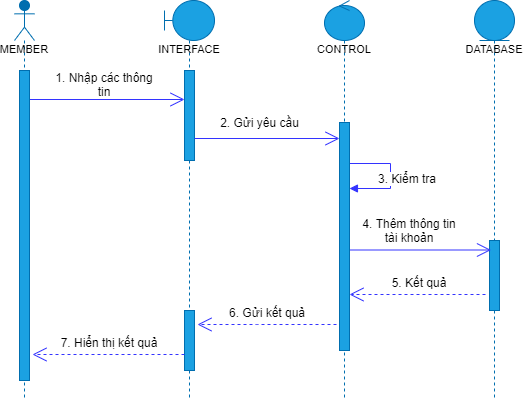 MEMBER
INTERFACE
CONTROL
DATABASE
1. Nhập các thông
tin
2. Gửi yêu cầu
3. Kiểm tra
4. Thêm thông tin
tài khoản
5. Kết quả
6. Gửi kết quả
7. Hiển thị kết quả